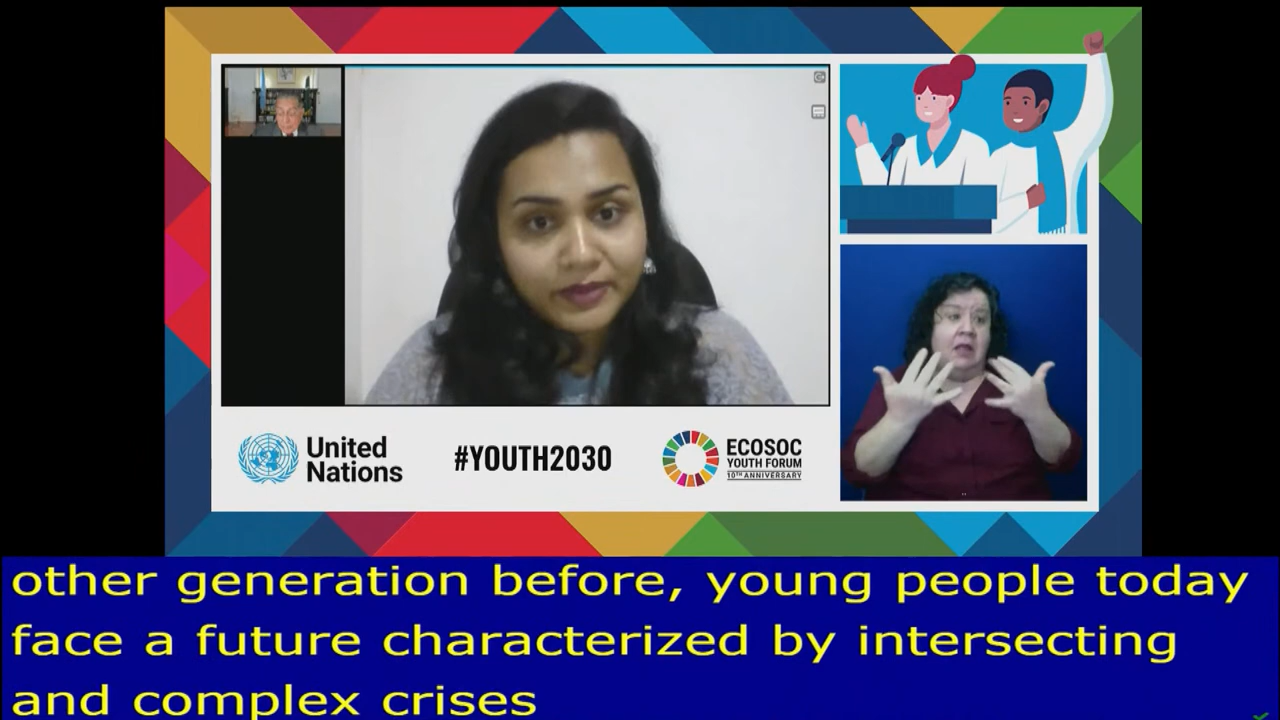 United
Nations
#YOUTH2030
ECOSOC
YOUTH FORUM
10TH ANNIVERSARY
other generation before, young people today
face a future characterized by intersecting
and complex crises